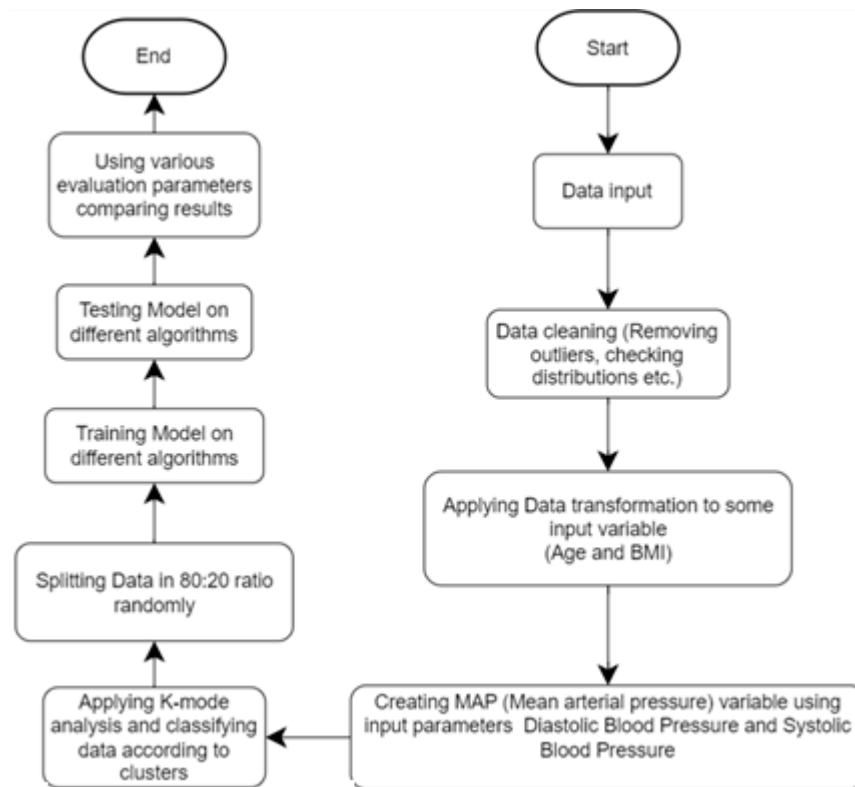 Start
Data input
Data cleaning (Removing
outliers, checking
distributions etc.)
Applying Data transformation to some
input variable
(Age and BMI)
Creating MAP (Mean arterial pressure) variable using
input parameters Diastolic Blood Pressure and Systolic
Blood Pressure
Applying K-mode
analysis and classifying
data according to
clusters
Splitting Data in 80:20 ratio
randomly
Training Model on
different algorithms
Testing Model on
different algorithms
Using various
evaluation parameters
comparing results
End